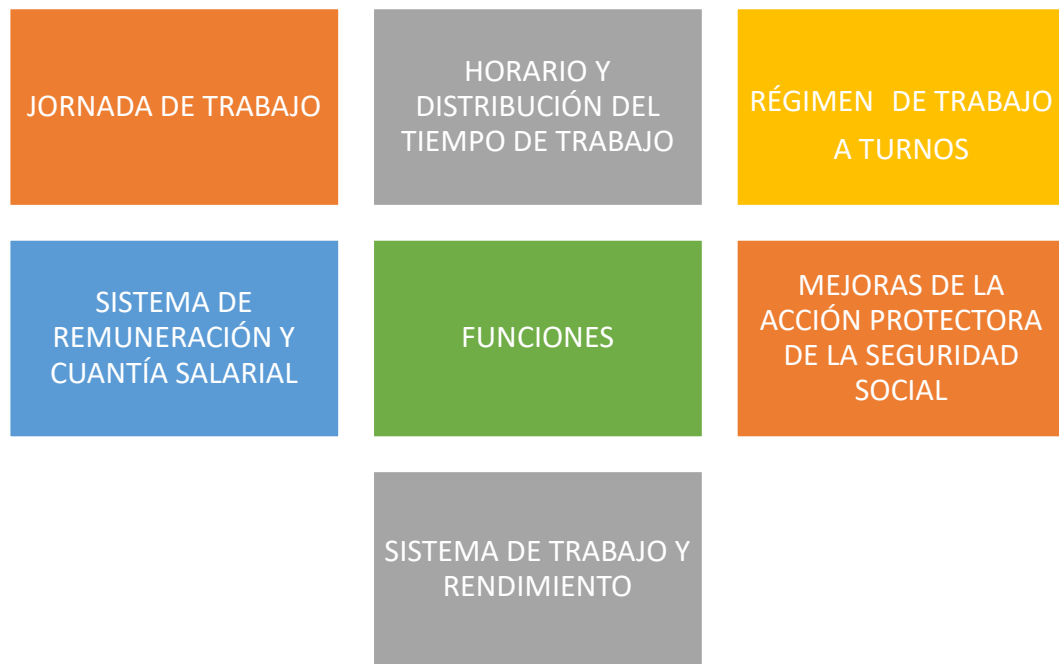 JORNADA DE TRABAJO
HORARIO Y
DISTRIBUCIÓN DEL
TIEMPO DE TRABAJO
RÉGIMEN DE TRABAJO
A TURNOS
SISTEMA DE
REMUNERACIÓN Y
CUANTÍA SALARIAL
FUNCIONES
MEJORAS DE LA
ACCIÓN PROTECTORA
DE LA SEGURIDAD
SOCIAL
SISTEMA DE TRABAJO Y
RENDIMIENTO